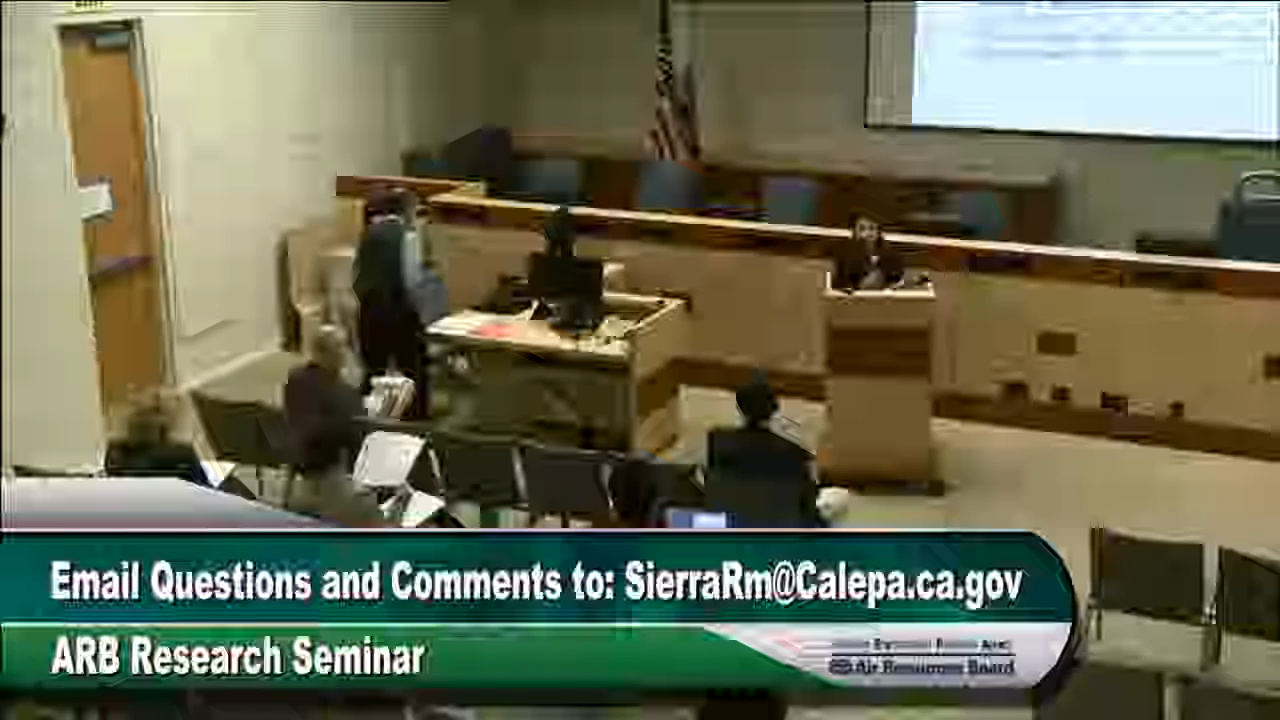 Email Questions and Comments to: SierraRm@Calepa.ca.gov
ARB Research Seminar
Air Resources Board